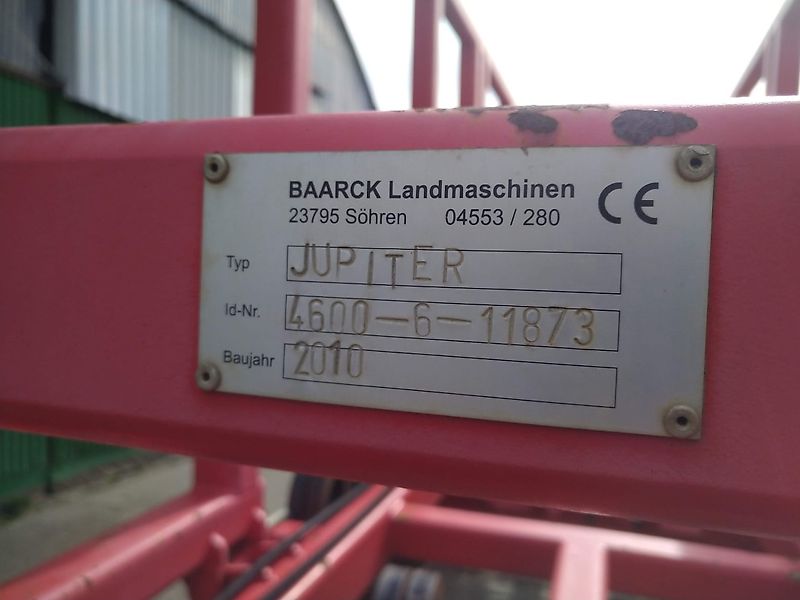 BAARCK Landmaschinen
23795 Söhren 04553 / 280 CE
Typ JUPITER
Id-Nr. 4600-6-11873
Baujahr 2010